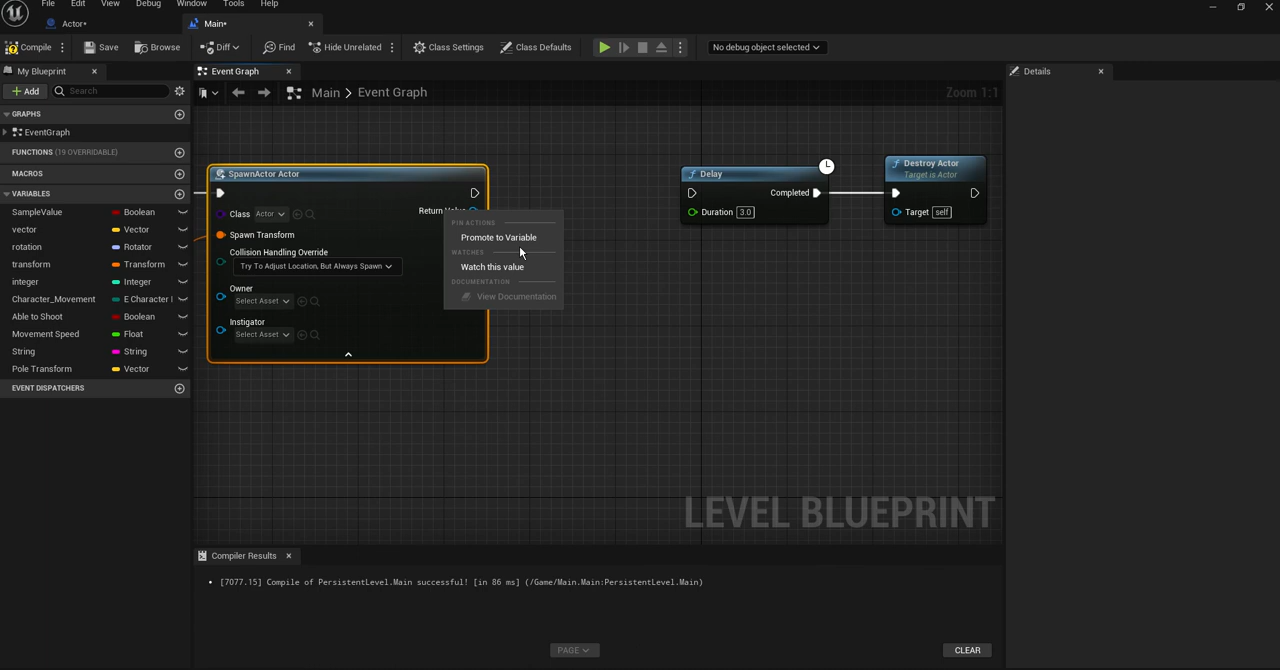 File Edit View Debug Window Tools Help
Actor• Main•
Compile Save Browse Diff Find Hide Unrelated Class Settings Class Defaults No debug object selected
My Blueprint Event Graph Details
Add Search Main > Event Graph Zoom 1:1
GRAPHS
EventGraph
FUNCTIONS (19 OVERRIDABLE)
MACROS
VARIABLES
SampleValue Boolean
vector Vector
rotation Rotator
transform Transform
integer Integer
Character_Movement E Character I
Able to Shoot Boolean
Movement Speed Float
String String
Pole Transform Vector
EVENT DISPATCHERS
SpawnActor Actor
Class Actor Return Value
Spawn Transform
Collision Handling Override
Try To Adjust Location, But Always Spawn
Owner
Select Asset
Instigator
Select Asset
PIN ACTIONS
Promote to Variable
WATCHES
Watch this value
DOCUMENTATION
View Documentation
Delay
Completed
Duration 3.0
Destroy Actor
Target is Actor
Target self
LEVEL BLUEPRINT
Compiler Results
• [7077.15] Compile of PersistentLevel.Main successful! [in 86 ms] (/Game/Main.Main:PersistentLevel.Main)
PAGE CLEAR